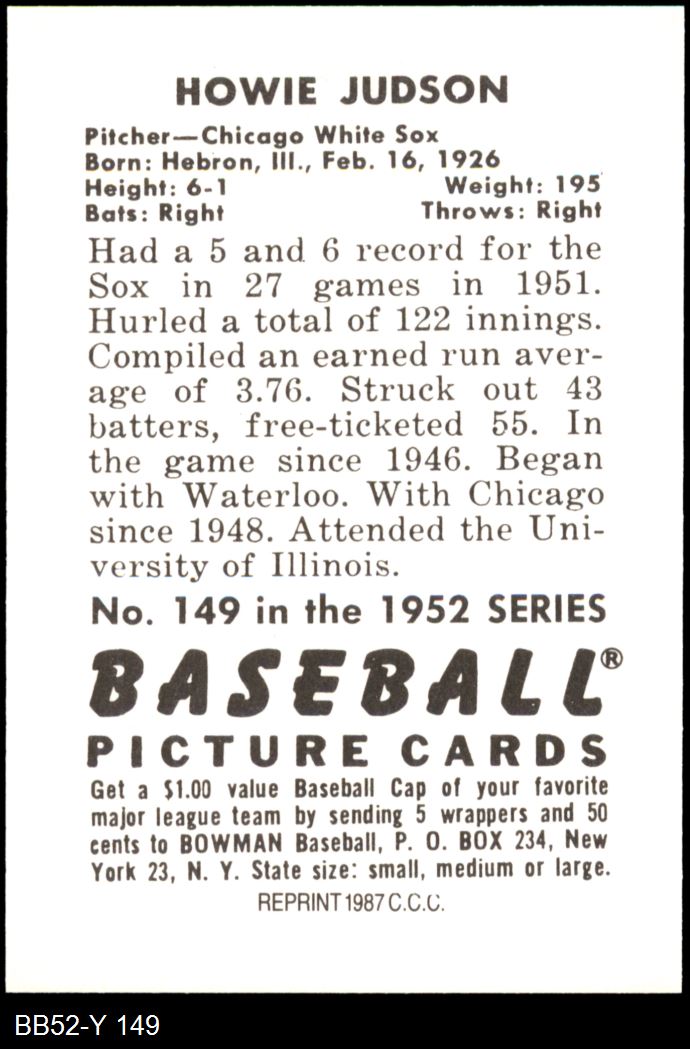 HOWIE JUDSON
Pitcher—Chicago White Sox
Born: Hebron, Ill., Feb. 16, 1926
Height: 6-1 Weight: 195
Bats: Right Throws: Right
Had a 5 and 6 record for the
Sox in 27 games in 1951.
Hurled a total of 122 innings.
Compiled an earned run aver-
age of 3.76. Struck out 43
batters, free-ticketed 55. In
the game since 1946. Began
with Waterloo. With Chicago
since 1948. Attended the Uni-
versity of Illinois.
No. 149 in the 1952 SERIES
BASEBALL®
PICTURE CARDS
Get a $1.00 value Baseball Cap of your favorite
major league team by sending 5 wrappers and 50
cents to BOWMAN Baseball, P. O. BOX 234, New
York 23, N. Y. State size: small, medium or large.
REPRINT 1987 C.C.C.
BB52-Y 149